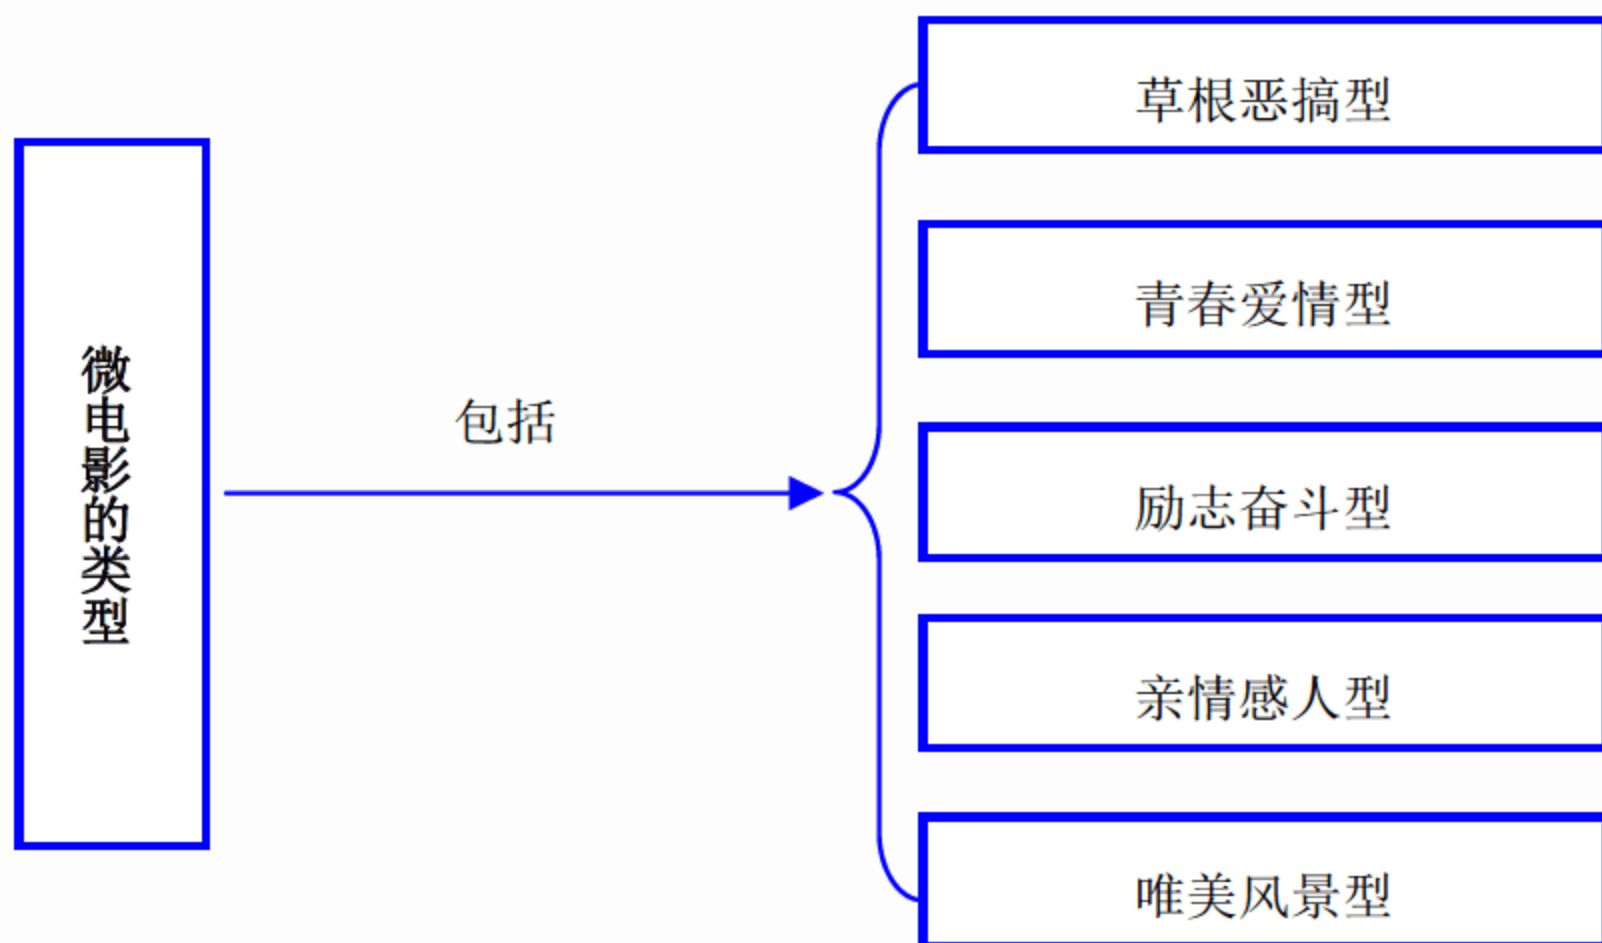 微电影的类型
包括
草根恶搞型
青春爱情型
励志奋斗型
亲情感人型
唯美风景型